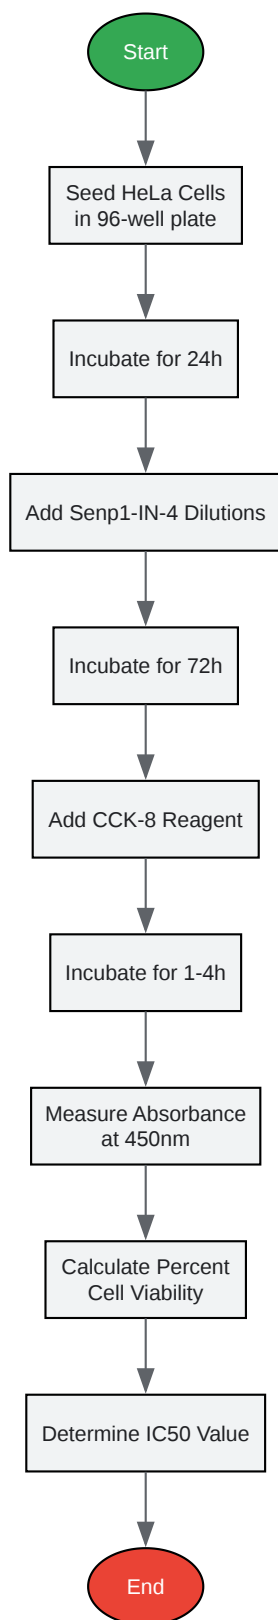 Start
Seed HeLa Cells
in 96-well plate
Incubate for 24h
Add Senp1-IN-4 Dilutions
Incubate for 72h
Add CCK-8 Reagent
Incubate for 1-4h
Measure Absorbance
at 450nm
Calculate Percent
Cell Viability
Determine IC50 Value
End